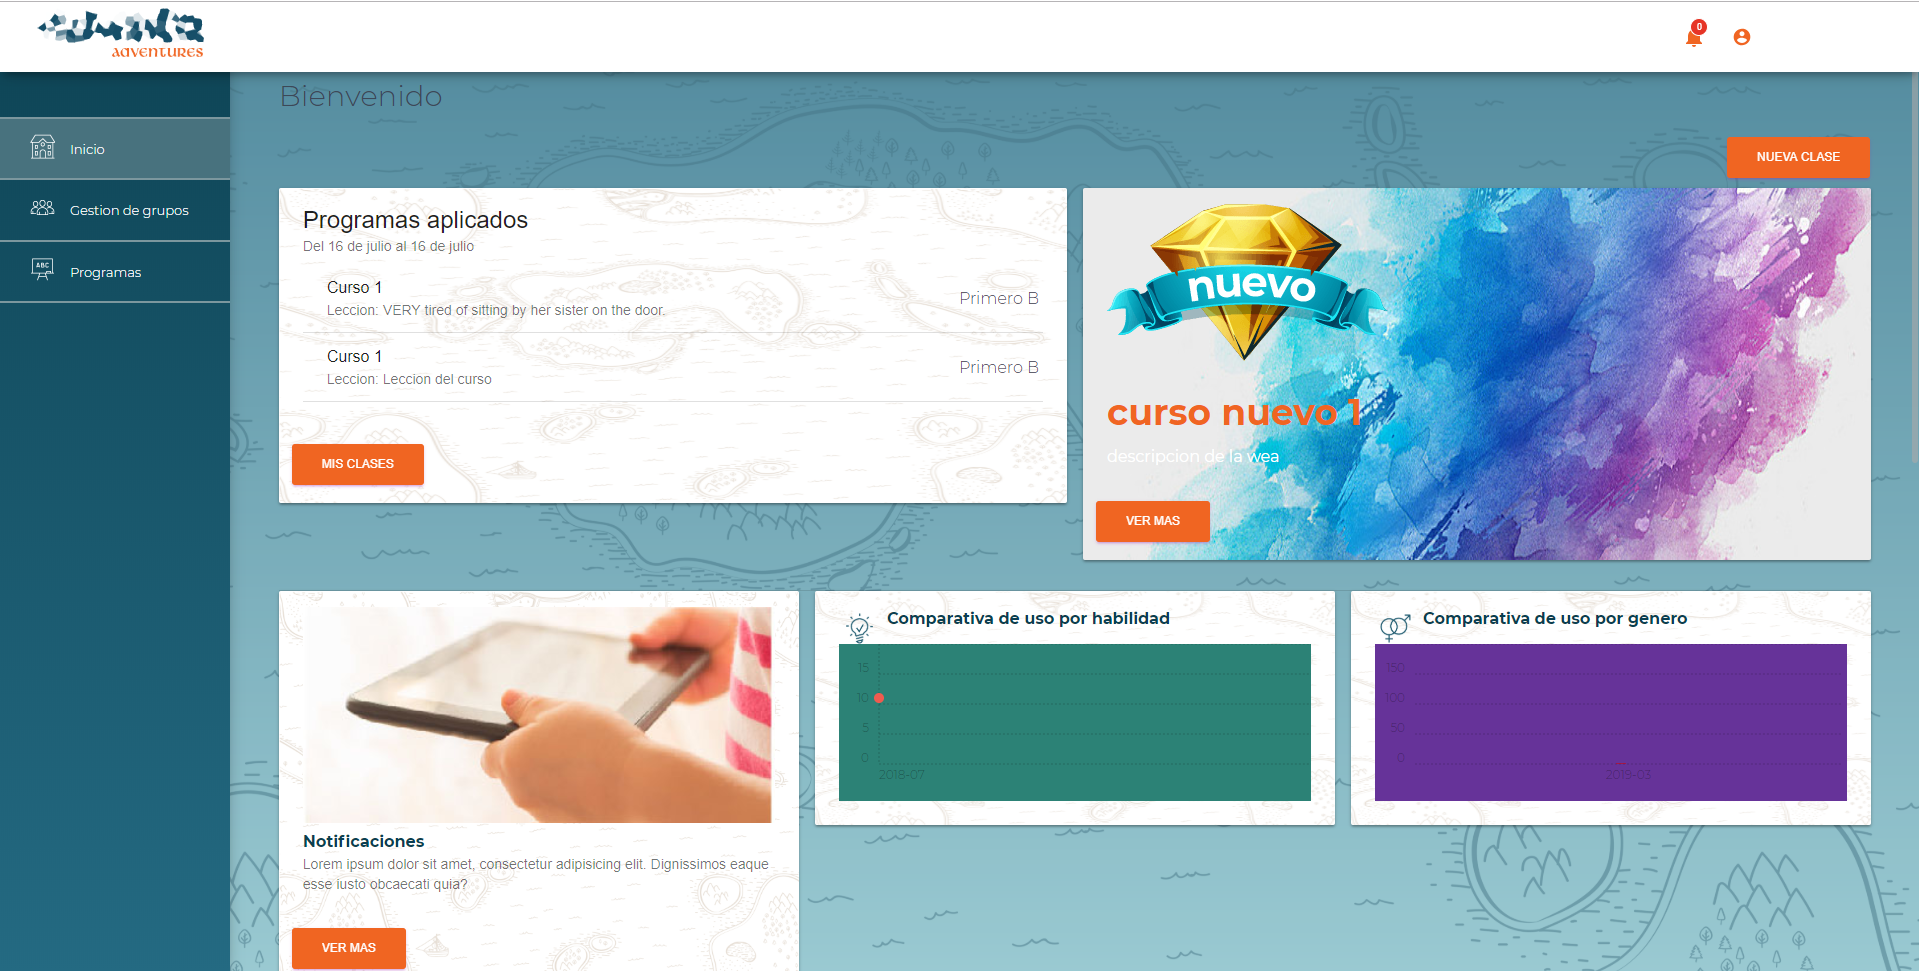 ADVENTURES
0
Bienvenido
Inicio
Gestion de grupos
Programas
NUEVA CLASE
Programas aplicados
Del 16 de julio al 16 de julio
Curso 1
Leccion: VERY tired of sitting by her sister on the door.
Primero B
Curso 1
Leccion: Leccion del curso
Primero B
MIS CLASES
nuevo
curso nuevo 1
descripcion de la wea
VER MAS
Notificaciones
Lorem ipsum dolor sit amet, consectetur adipisicing elit. Dignissimos eaque
esse iusto obcaecati quia?
VER MAS
Comparativa de uso por habilidad
15
10
5
0
2018-07
Comparativa de uso por genero
150
100
50
0
2019-03
ABC